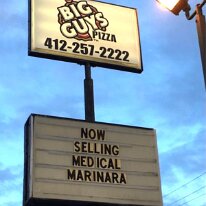 BIG
GUYS
PIZZA
412-257-2222
NOW
SELLING
MEDICAL
MARINARA